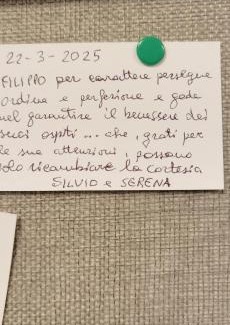 22-3-2025
FILIPPO per carattere persegue
ordine e perfezione e gode
nel garantire il benessere dei
suoi ospiti... che, grati per
le sue attenzioni, possono
solo ricambiare la cortesia
SILVIO e SERENA